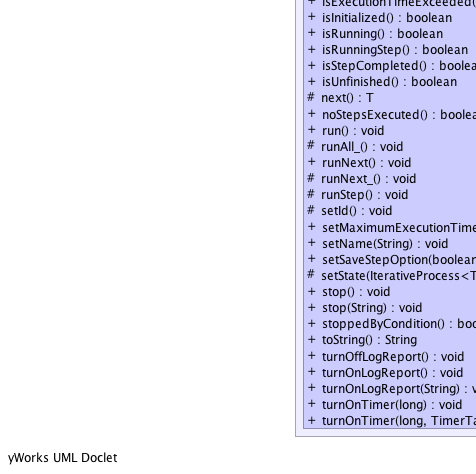 + isExecutionTimeExceeded(
+ isInitialized() : boolean
+ isRunning() : boolean
+ isRunningStep() : boolean
+ isStepCompleted() : boolea
+ isUnfinished() : boolean
# next() : T
+ noStepsExecuted() : boolea
+ run() : void
# runAll_() : void
+ runNext() : void
# runNext_() : void
# runStep() : void
# setId() : void
+ setMaximumExecutionTime
+ setName(String) : void
+ setSaveStepOption(boolean
# setState(IterativeProcess<T
+ stop() : void
+ stop(String) : void
+ stoppedByCondition() : boo
+ toString() : String
+ turnOffLogReport() : void
+ turnOnLogReport() : void
+ turnOnLogReport(String) : v
+ turnOnTimer(long) : void
+ turnOnTimer(long, TimerTa
yWorks UML Doclet